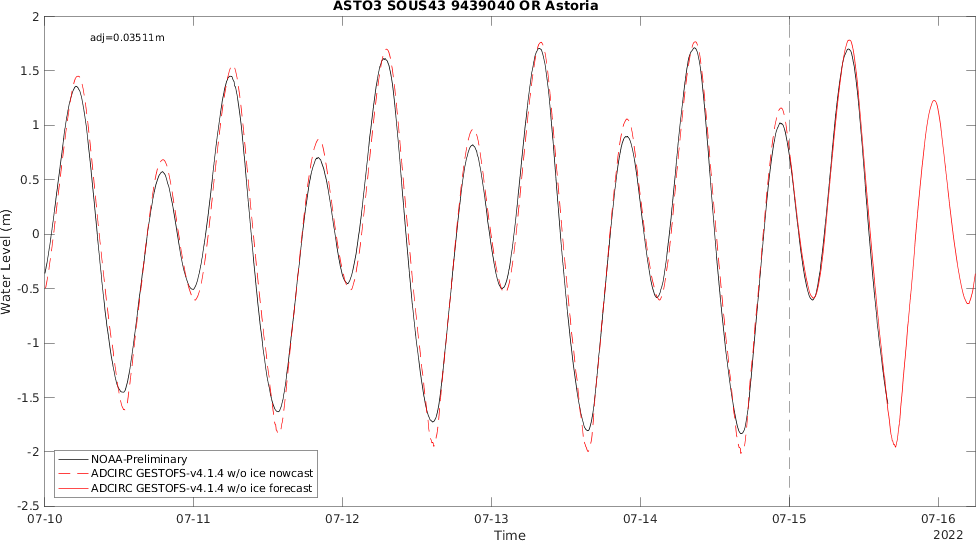 ASTO3 SOUS43 9439040 OR Astoria
adj=0.03511m
2
1.5
1
0.5
0
-0.5
-1
-1.5
-2
-2.5
Water Level (m)
NOAA-Preliminary
ADCIRC GESTOFS-v4.1.4 w/o ice nowcast
ADCIRC GESTOFS-v4.1.4 w/o ice forecast
07-10 07-11 07-12 07-13 07-14 07-15 07-16
Time
2022